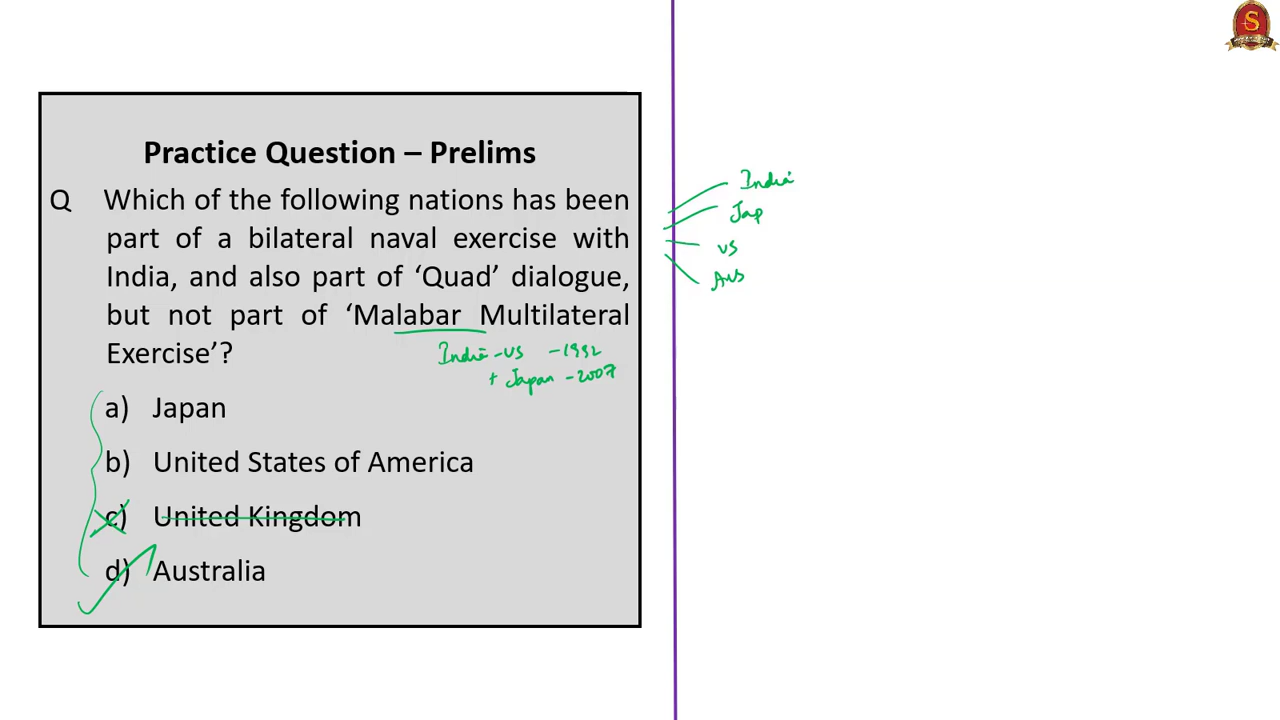 Practice Question – Prelims
Q Which of the following nations has been
part of a bilateral naval exercise with
India, and also part of ‘Quad’ dialogue,
but not part of ‘Malabar Multilateral
Exercise’?
India-US -1992
+ Japan -2007
a) Japan
b) United States of America
c) United Kingdom
d) Australia
India
Jap
US
Aus
S